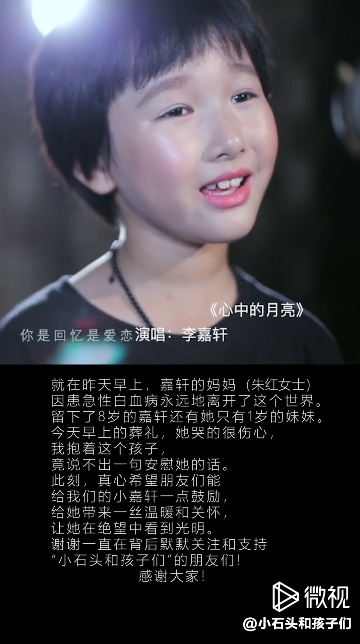 《心中的月亮》
你是回忆是爱恋演唱：李嘉轩
就在昨天早上，嘉轩的妈妈（朱红女士）
因患急性白血病永远地离开了这个世界。
留下了8岁的嘉轩还有她只有1岁的妹妹。
今天早上的葬礼，她哭的很伤心，
我抱着这个孩子，
竟说不出一句安慰她的话。
此刻，真心希望朋友们能
给我们的小嘉轩一点鼓励，
给她带来一丝温暖和关怀，
让她在绝望中看到光明。
谢谢一直在背后默默关注和支持
“小石头和孩子们”的朋友们！
感谢大家！
微视
@小石头和孩子们